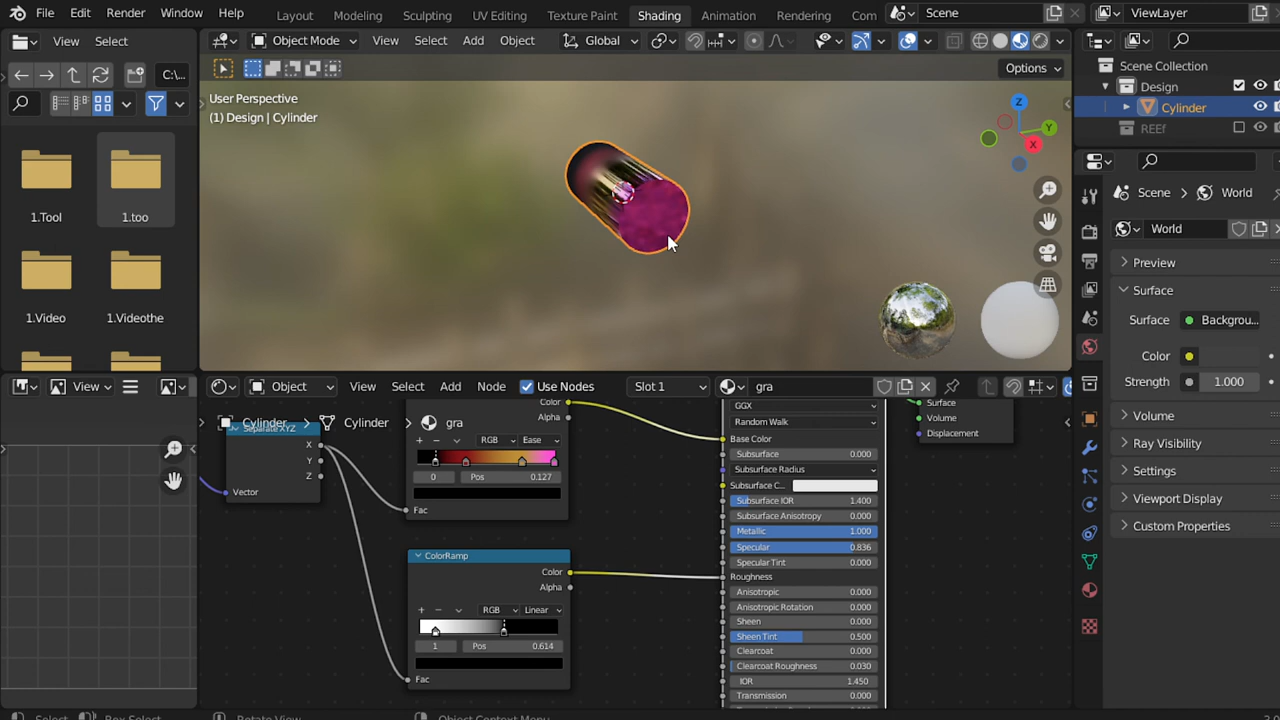 File Edit Render Window Help Layout Modeling Sculpting UV Editing Texture Paint Shading Animation Rendering Com Scene ViewLayer
View Select Object Mode View Select Add Object Global
C:\...
Options
User Perspective
(1) Design | Cylinder
Z
Y
X
1.Tool 1.too
1.Video 1.Videothe
Scene Collection
Design
Cylinder
REEf
Scene World
World
Preview
Surface
Surface Backgrou...
Color
Strength 1.000
Volume
Ray Visibility
Settings
Viewport Display
Custom Properties
View Object View Select Add Node Use Nodes Slot 1 gra
Cylinder Cylinder gra
Separate XYZ
X
Y
Z
Vector
Color
Alpha
RGB Ease
0 Pos 0.127
Fac
ColorRamp
Color
Alpha
RGB Linear
1 Pos 0.614
Fac
GGX
Random Walk
Base Color
Subsurface 0.000
Subsurface Radius
Subsurface C...
Subsurface IOR 1.400
Subsurface Anisotropy 0.000
Metallic 1.000
Specular 0.836
Specular Tint 0.000
Roughness
Anisotropic 0.000
Anisotropic Rotation 0.000
Sheen 0.000
Sheen Tint 0.500
Clearcoat 0.000
Clearcoat Roughness 0.030
IOR 1.450
Transmission 0.000
Surface
Volume
Displacement